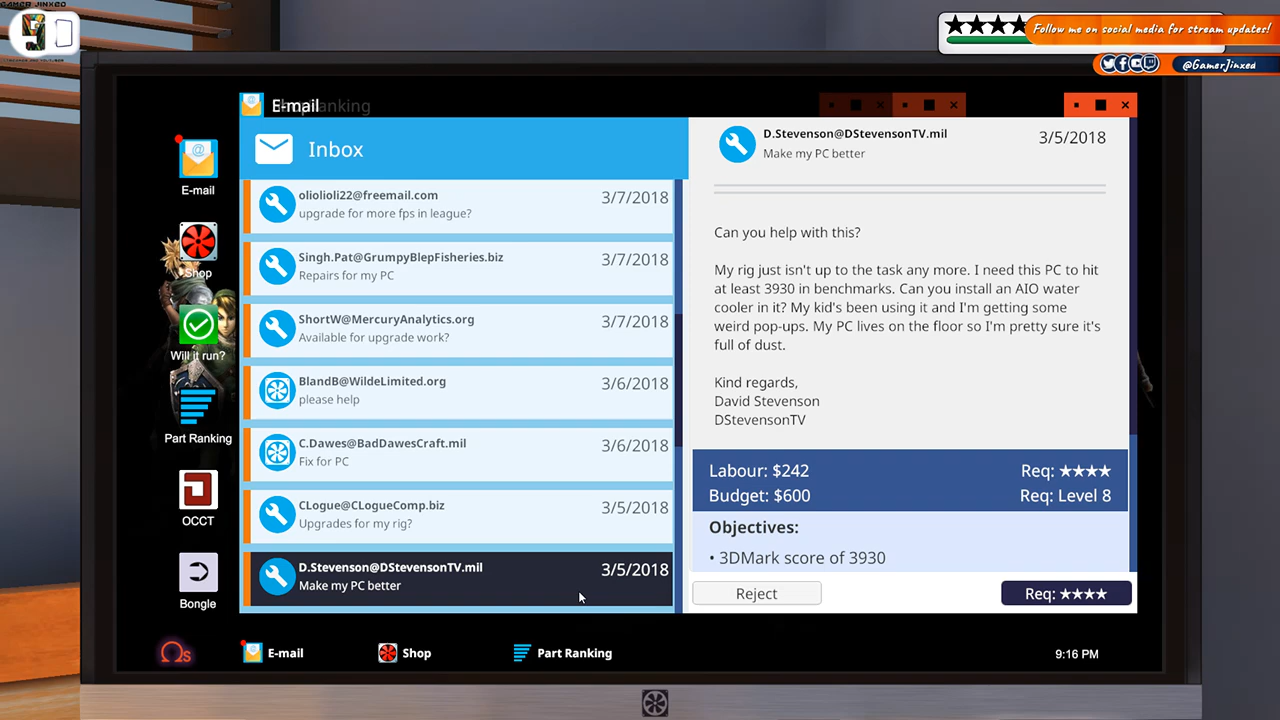 GAMER JINXED
Follow me on social media for stream updates!
@GamerJinxed
E-mail
Inbox
oliolioli22@freemail.com
3/7/2018
upgrade for more fps in league?
Singh.Pat@GrumpyBlepFisheries.biz
3/7/2018
Repairs for my PC
ShortW@MercuryAnalytics.org
3/7/2018
Available for upgrade work?
BlandB@WildeLimited.org
3/6/2018
please help
C.Dawes@BadDawesCraft.mil
3/6/2018
Fix for PC
CLogue@CLogueComp.biz
3/5/2018
Upgrades for my rig?
D.Stevenson@DStevensonTV.mil
3/5/2018
Make my PC better
D.Stevenson@DStevensonTV.mil
3/5/2018
Make my PC better
Can you help with this?
My rig just isn't up to the task any more. I need this PC to hit
at least 3930 in benchmarks. Can you install an AIO water
cooler in it? My kid's been using it and I'm getting some
weird pop-ups. My PC lives on the floor so I'm pretty sure it's
full of dust.
Kind regards,
David Stevenson
DStevensonTV
Labour: $242
Req: ★★★★
Budget: $600
Req: Level 8
Objectives:
• 3DMark score of 3930
Reject
Req: ★★★★
E-mail
Shop
Will it run?
Part Ranking
OCCT
Bongle
Ωs
E-mail
Shop
Part Ranking
9:16 PM